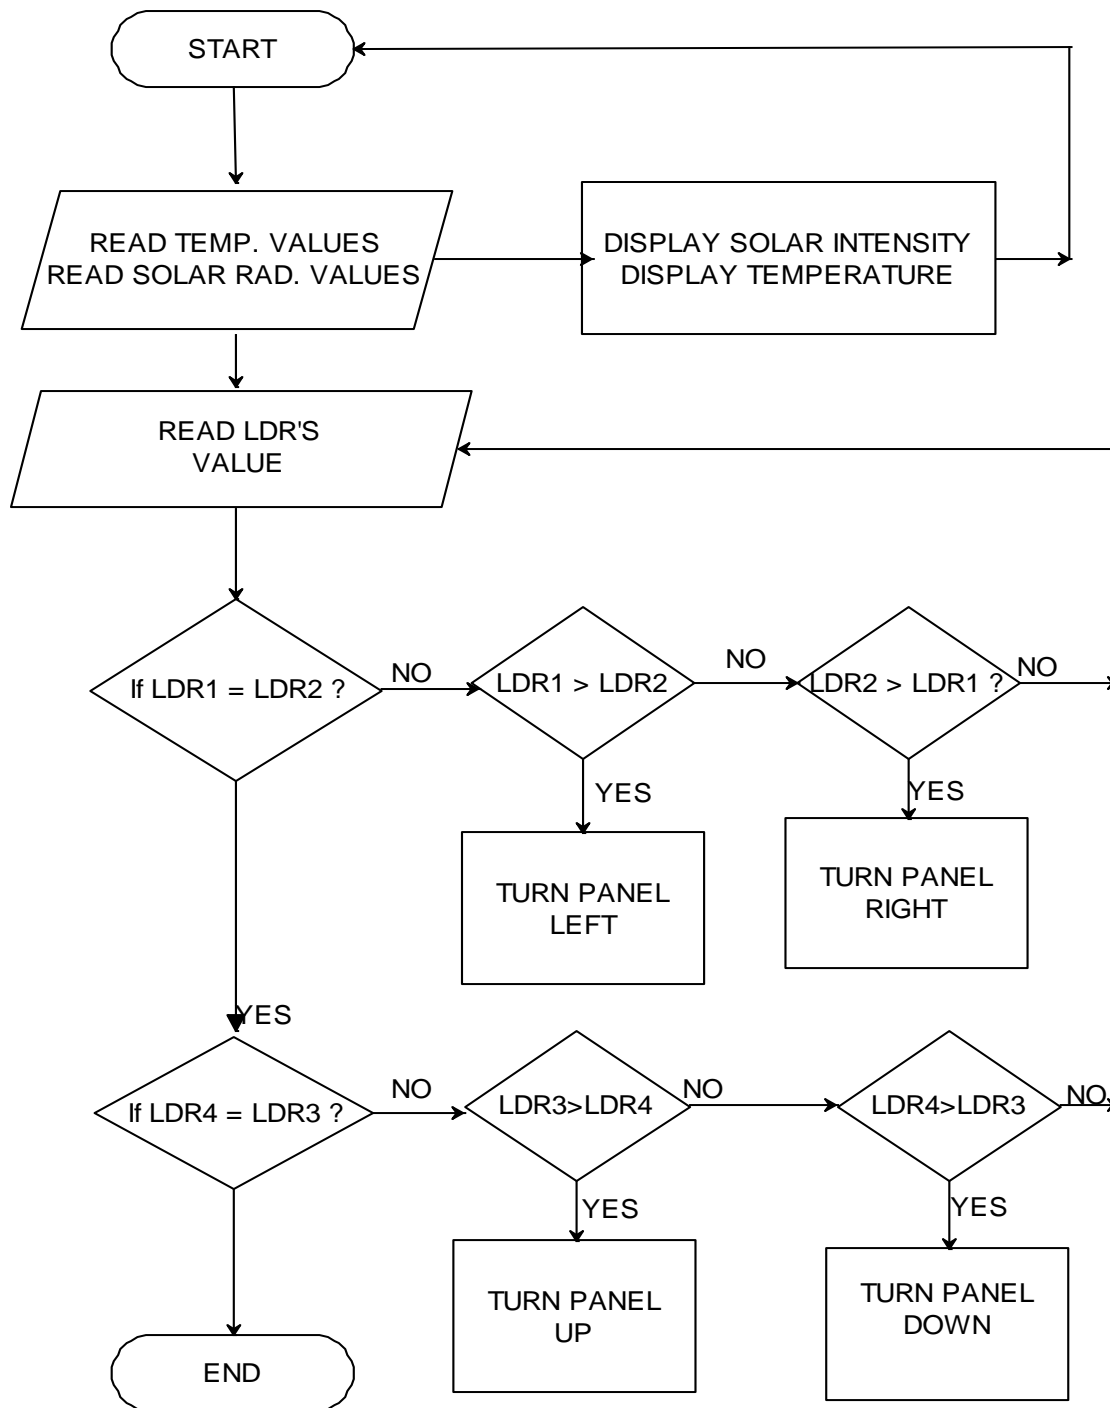 START
READ TEMP. VALUES
READ SOLAR RAD. VALUES
DISPLAY SOLAR INTENSITY
DISPLAY TEMPERATURE
READ LDR'S
VALUE
If LDR1 = LDR2 ?
NO
LDR1 > LDR2
NO
LDR2 > LDR1 ?
NO
YES
YES
TURN PANEL
LEFT
TURN PANEL
RIGHT
YES
If LDR4 = LDR3 ?
NO
LDR3>LDR4
NO
LDR4>LDR3
NO
YES
YES
TURN PANEL
UP
TURN PANEL
DOWN
END